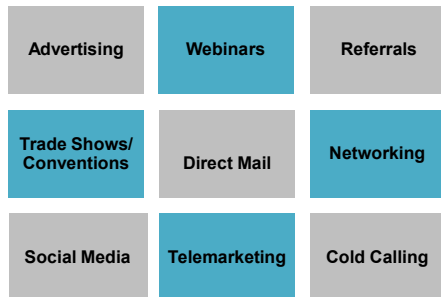 Advertising
Webinars
Referrals
Trade Shows/
Conventions
Direct Mail
Networking
Social Media
Telemarketing
Cold Calling